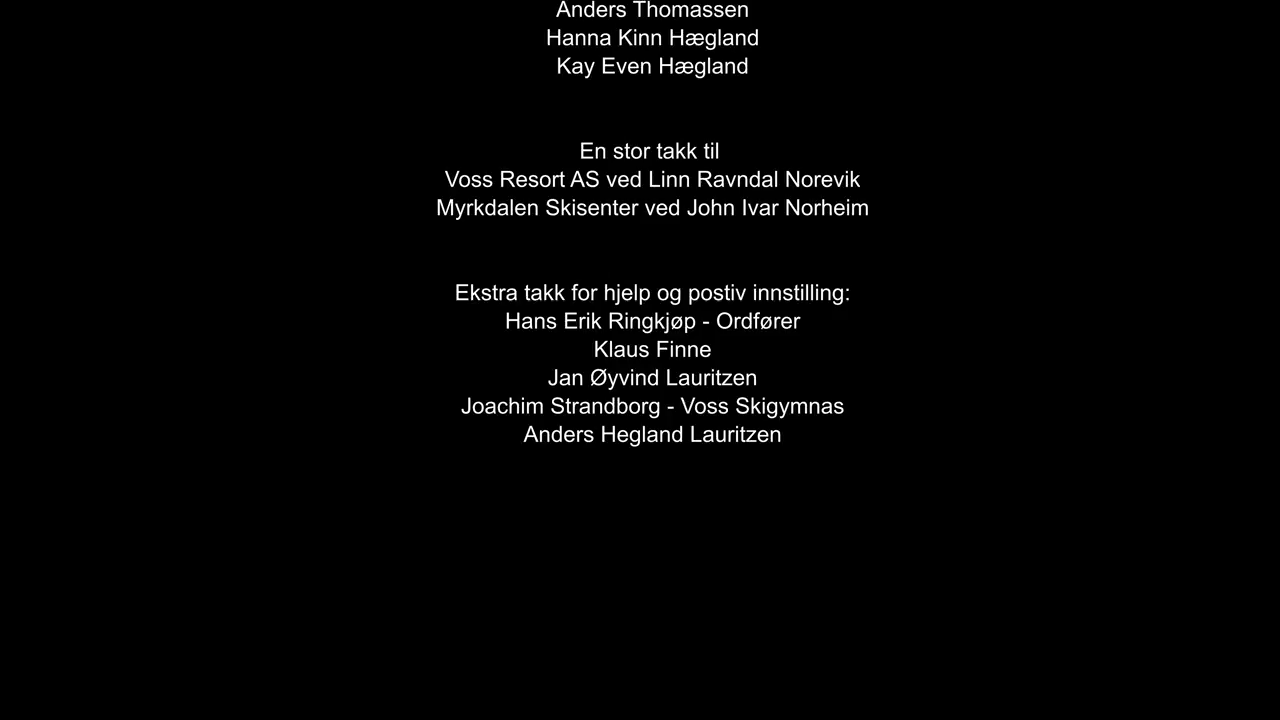 Anders Thomassen
Hanna Kinn Hægland
Kay Even Hægland
En stor takk til
Voss Resort AS ved Linn Ravndal Norevik
Myrkdalen Skisenter ved John Ivar Norheim
Ekstra takk for hjelp og postiv innstilling:
Hans Erik Ringkjøp - Ordfører
Klaus Finne
Jan Øyvind Lauritzen
Joachim Strandborg - Voss Skigymnas
Anders Hegland Lauritzen